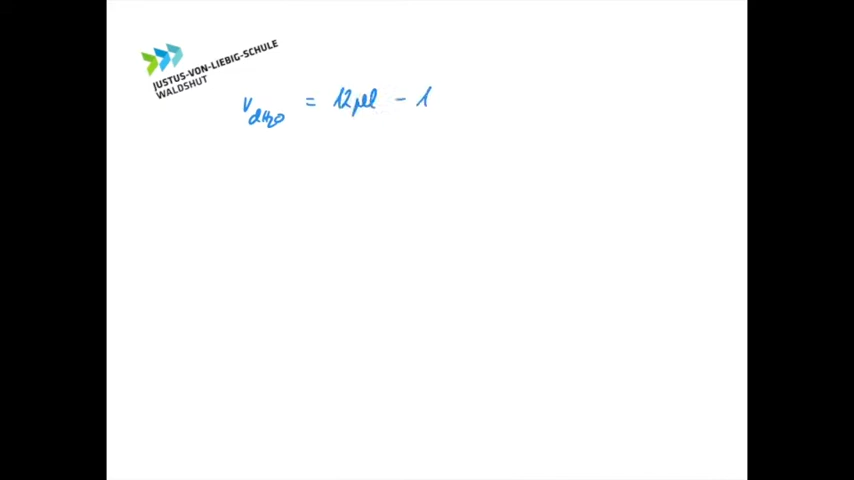 JUSTUS-VON-LIEBIG-SCHULE
WALDSHUT
V dH₂O = 12 µl - 1